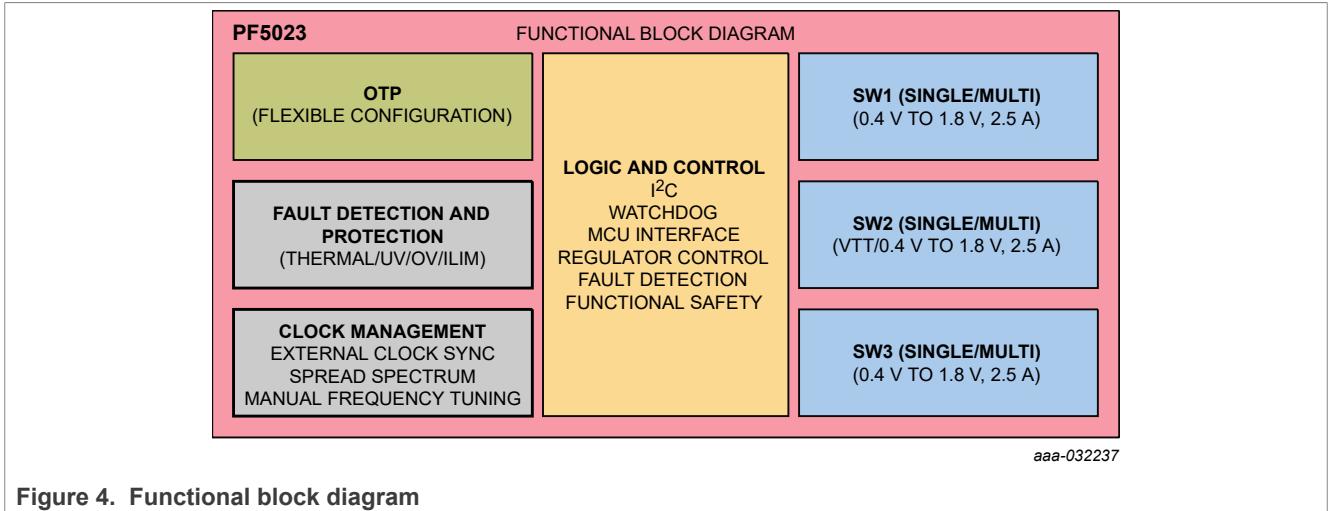 PF5023 FUNCTIONAL BLOCK DIAGRAM
OTP
(FLEXIBLE CONFIGURATION)
FAULT DETECTION AND
PROTECTION
(THERMAL/UV/OV/ILIM)
CLOCK MANAGEMENT
EXTERNAL CLOCK SYNC
SPREAD SPECTRUM
MANUAL FREQUENCY TUNING
LOGIC AND CONTROL
I²C
WATCHDOG
MCU INTERFACE
REGULATOR CONTROL
FAULT DETECTION
FUNCTIONAL SAFETY
SW1 (SINGLE/MULTI)
(0.4 V TO 1.8 V, 2.5 A)
SW2 (SINGLE/MULTI)
(VTT/0.4 V TO 1.8 V, 2.5 A)
SW3 (SINGLE/MULTI)
(0.4 V TO 1.8 V, 2.5 A)
aaa-032237
Figure 4. Functional block diagram